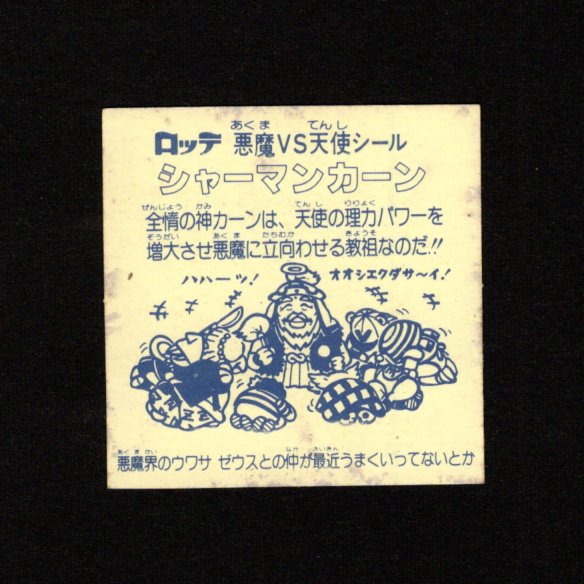 ロッテ 悪魔VS天使シール
シャーマンカーン
全情の神カーンは、天使の理力パワーを
増大させ悪魔に立向わせる教祖なのだ!!
ハハーッ!
オオシエクダサ〜イ!
悪魔界のウワサ ゼウスとの仲が最近うまくいってないとか